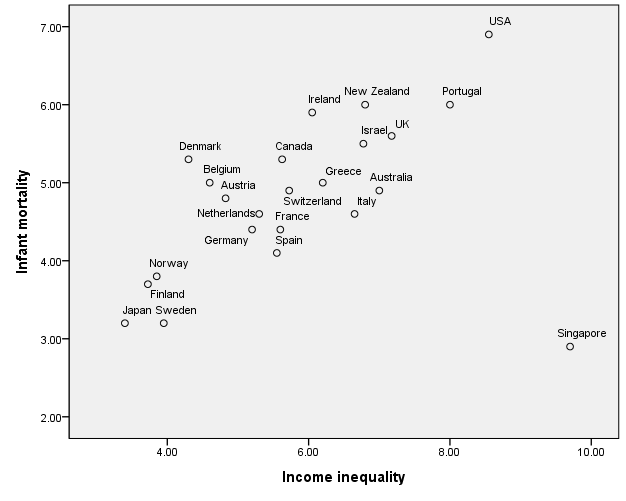 7.00
USA
6.00
New Zealand
Portugal
Ireland
UK
Israel
Denmark
Canada
Belgium
Greece
Australia
5.00
Austria
Switzerland
Italy
Netherlands
France
Germany
Spain
4.00
Norway
Finland
Japan Sweden
Singapore
3.00
2.00
4.00 6.00 8.00 10.00
Income inequality
Infant mortality